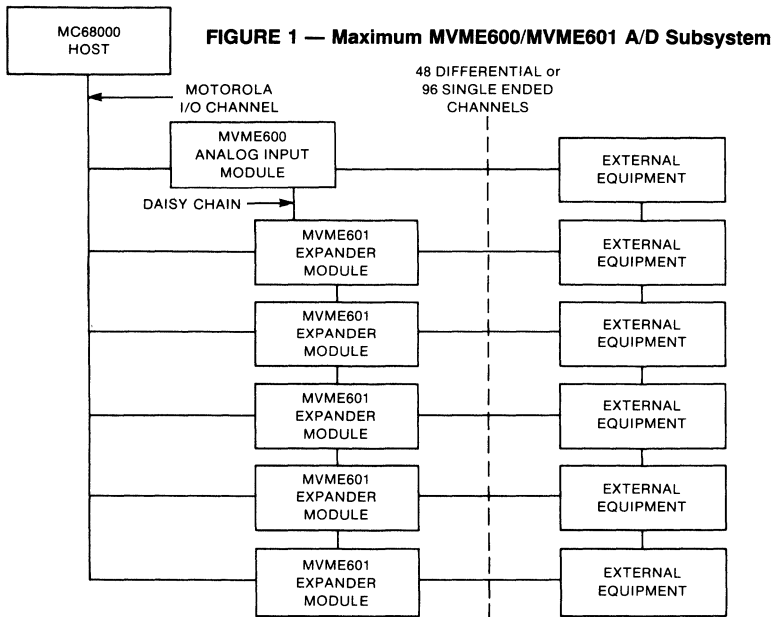 MC68000
HOST
FIGURE 1 — Maximum MVME600/MVME601 A/D Subsystem
MOTOROLA
I/O CHANNEL
48 DIFFERENTIAL or
96 SINGLE ENDED
CHANNELS
MVME600
ANALOG INPUT
MODULE
EXTERNAL
EQUIPMENT
DAISY CHAIN
MVME601
EXPANDER
MODULE
EXTERNAL
EQUIPMENT
MVME601
EXPANDER
MODULE
EXTERNAL
EQUIPMENT
MVME601
EXPANDER
MODULE
EXTERNAL
EQUIPMENT
MVME601
EXPANDER
MODULE
EXTERNAL
EQUIPMENT
MVME601
EXPANDER
MODULE
EXTERNAL
EQUIPMENT